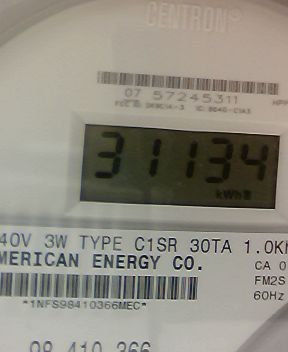 CENTRON®
07 57245311
31134
kWh
40V 3W TYPE C1SR 30TA 1.0K
MERICAN ENERGY CO.
CA 0
FM2S
60Hz
*1NFS98410366MEC*
98 410 366